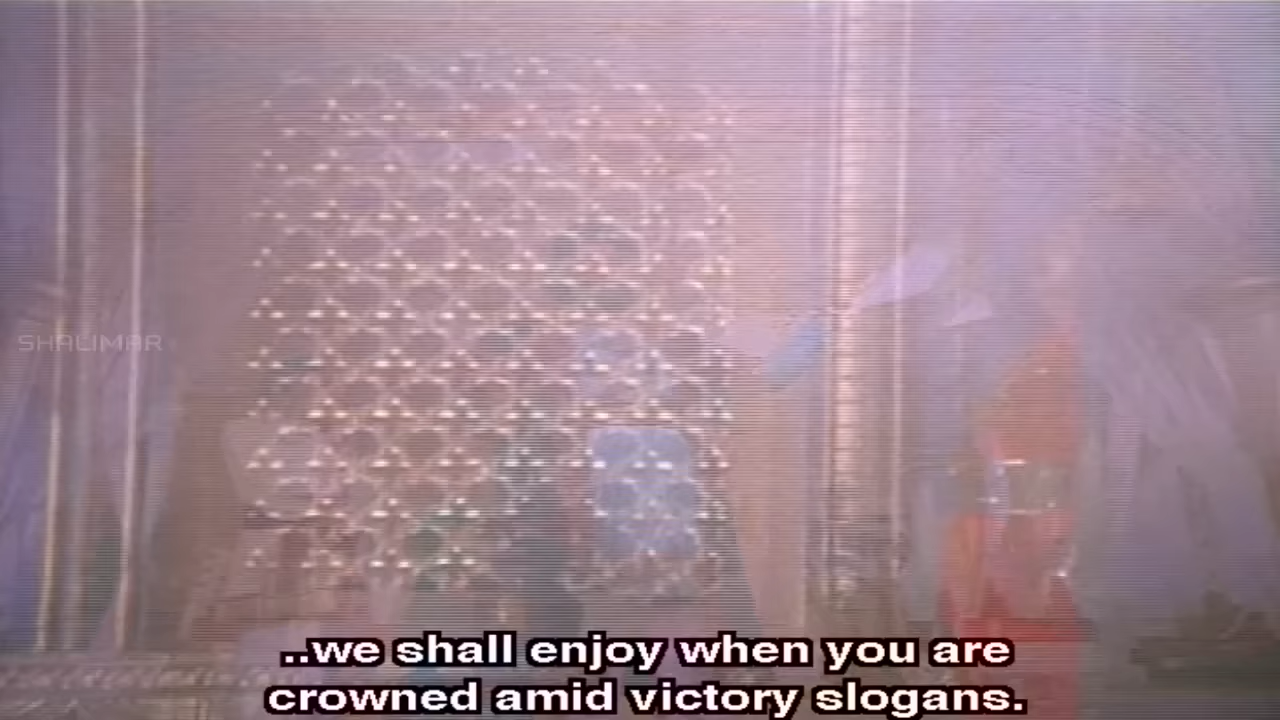 SHALIMAR
..we shall enjoy when you are
crowned amid victory slogans.